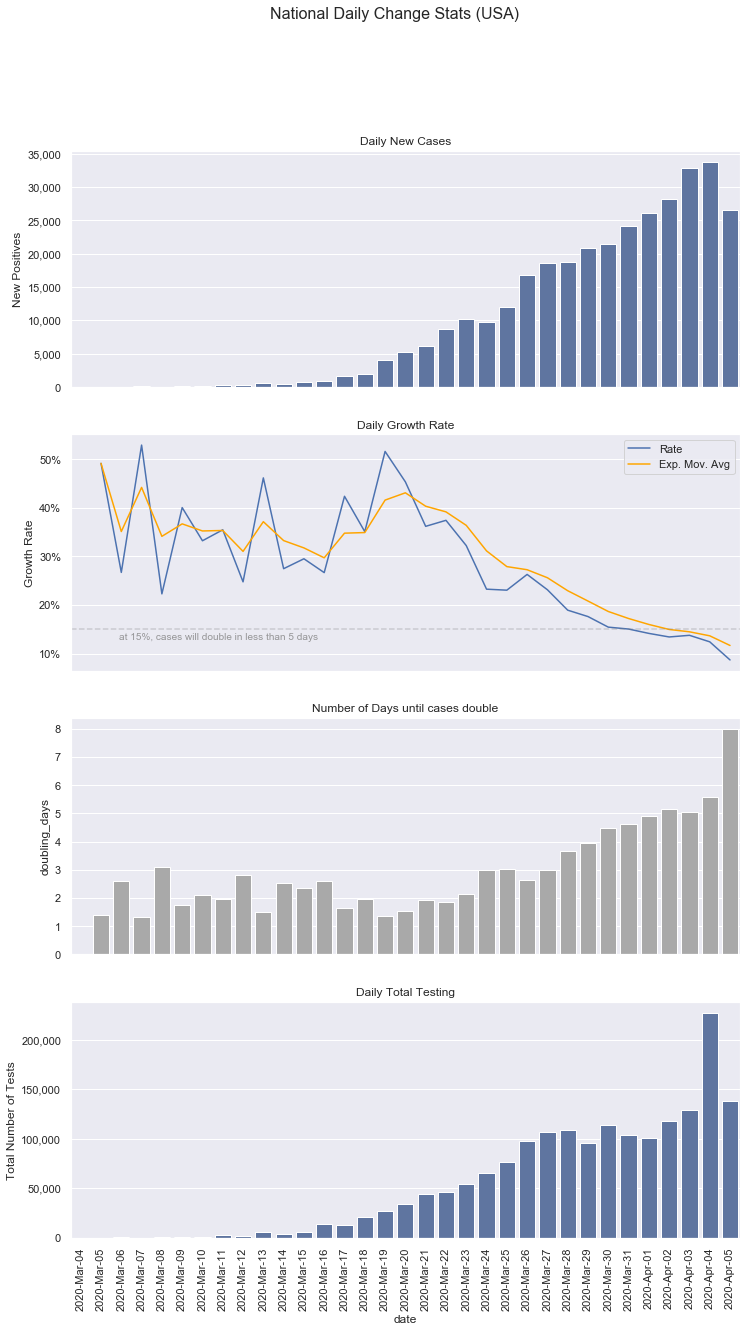 National Daily Change Stats (USA)
Daily New Cases
35,000
30,000
25,000
20,000
15,000
10,000
5,000
0
New Positives
Daily Growth Rate
Rate
Exp. Mov. Avg
50%
40%
30%
20%
10%
Growth Rate
at 15%, cases will double in less than 5 days
Number of Days until cases double
8
7
6
5
4
3
2
1
0
doubling_days
Daily Total Testing
200,000
150,000
100,000
50,000
0
Total Number of Tests
2020-Mar-04
2020-Mar-05
2020-Mar-06
2020-Mar-07
2020-Mar-08
2020-Mar-09
2020-Mar-10
2020-Mar-11
2020-Mar-12
2020-Mar-13
2020-Mar-14
2020-Mar-15
2020-Mar-16
2020-Mar-17
2020-Mar-18
2020-Mar-19
2020-Mar-20
2020-Mar-21
2020-Mar-22
2020-Mar-23
2020-Mar-24
2020-Mar-25
2020-Mar-26
2020-Mar-27
2020-Mar-28
2020-Mar-29
2020-Mar-30
2020-Mar-31
2020-Apr-01
2020-Apr-02
2020-Apr-03
2020-Apr-04
2020-Apr-05
date